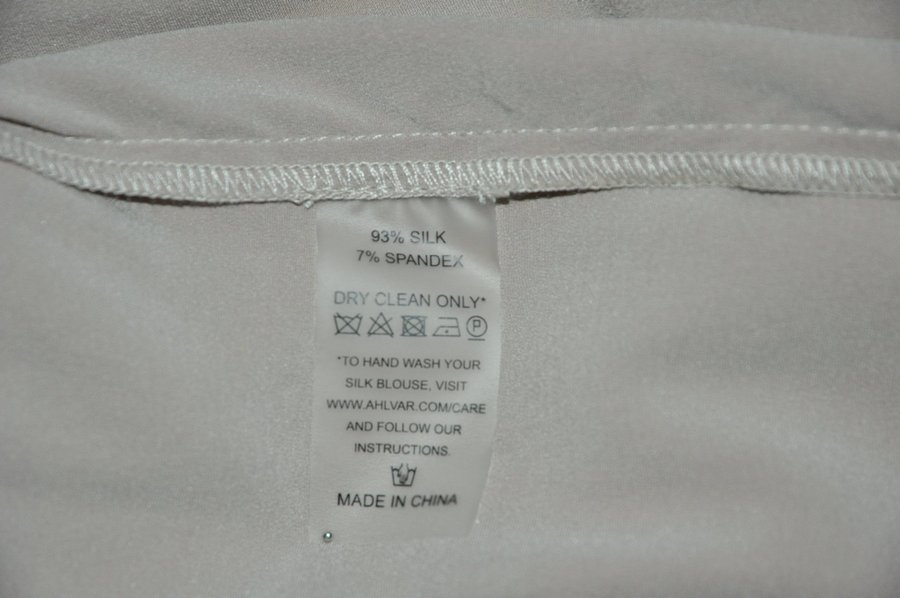 93% SILK
7% SPANDEX
DRY CLEAN ONLY*
P
*TO HAND WASH YOUR
SILK BLOUSE, VISIT
WWW.AHLVAR.COM/CARE
AND FOLLOW OUR
INSTRUCTIONS.
MADE IN CHINA